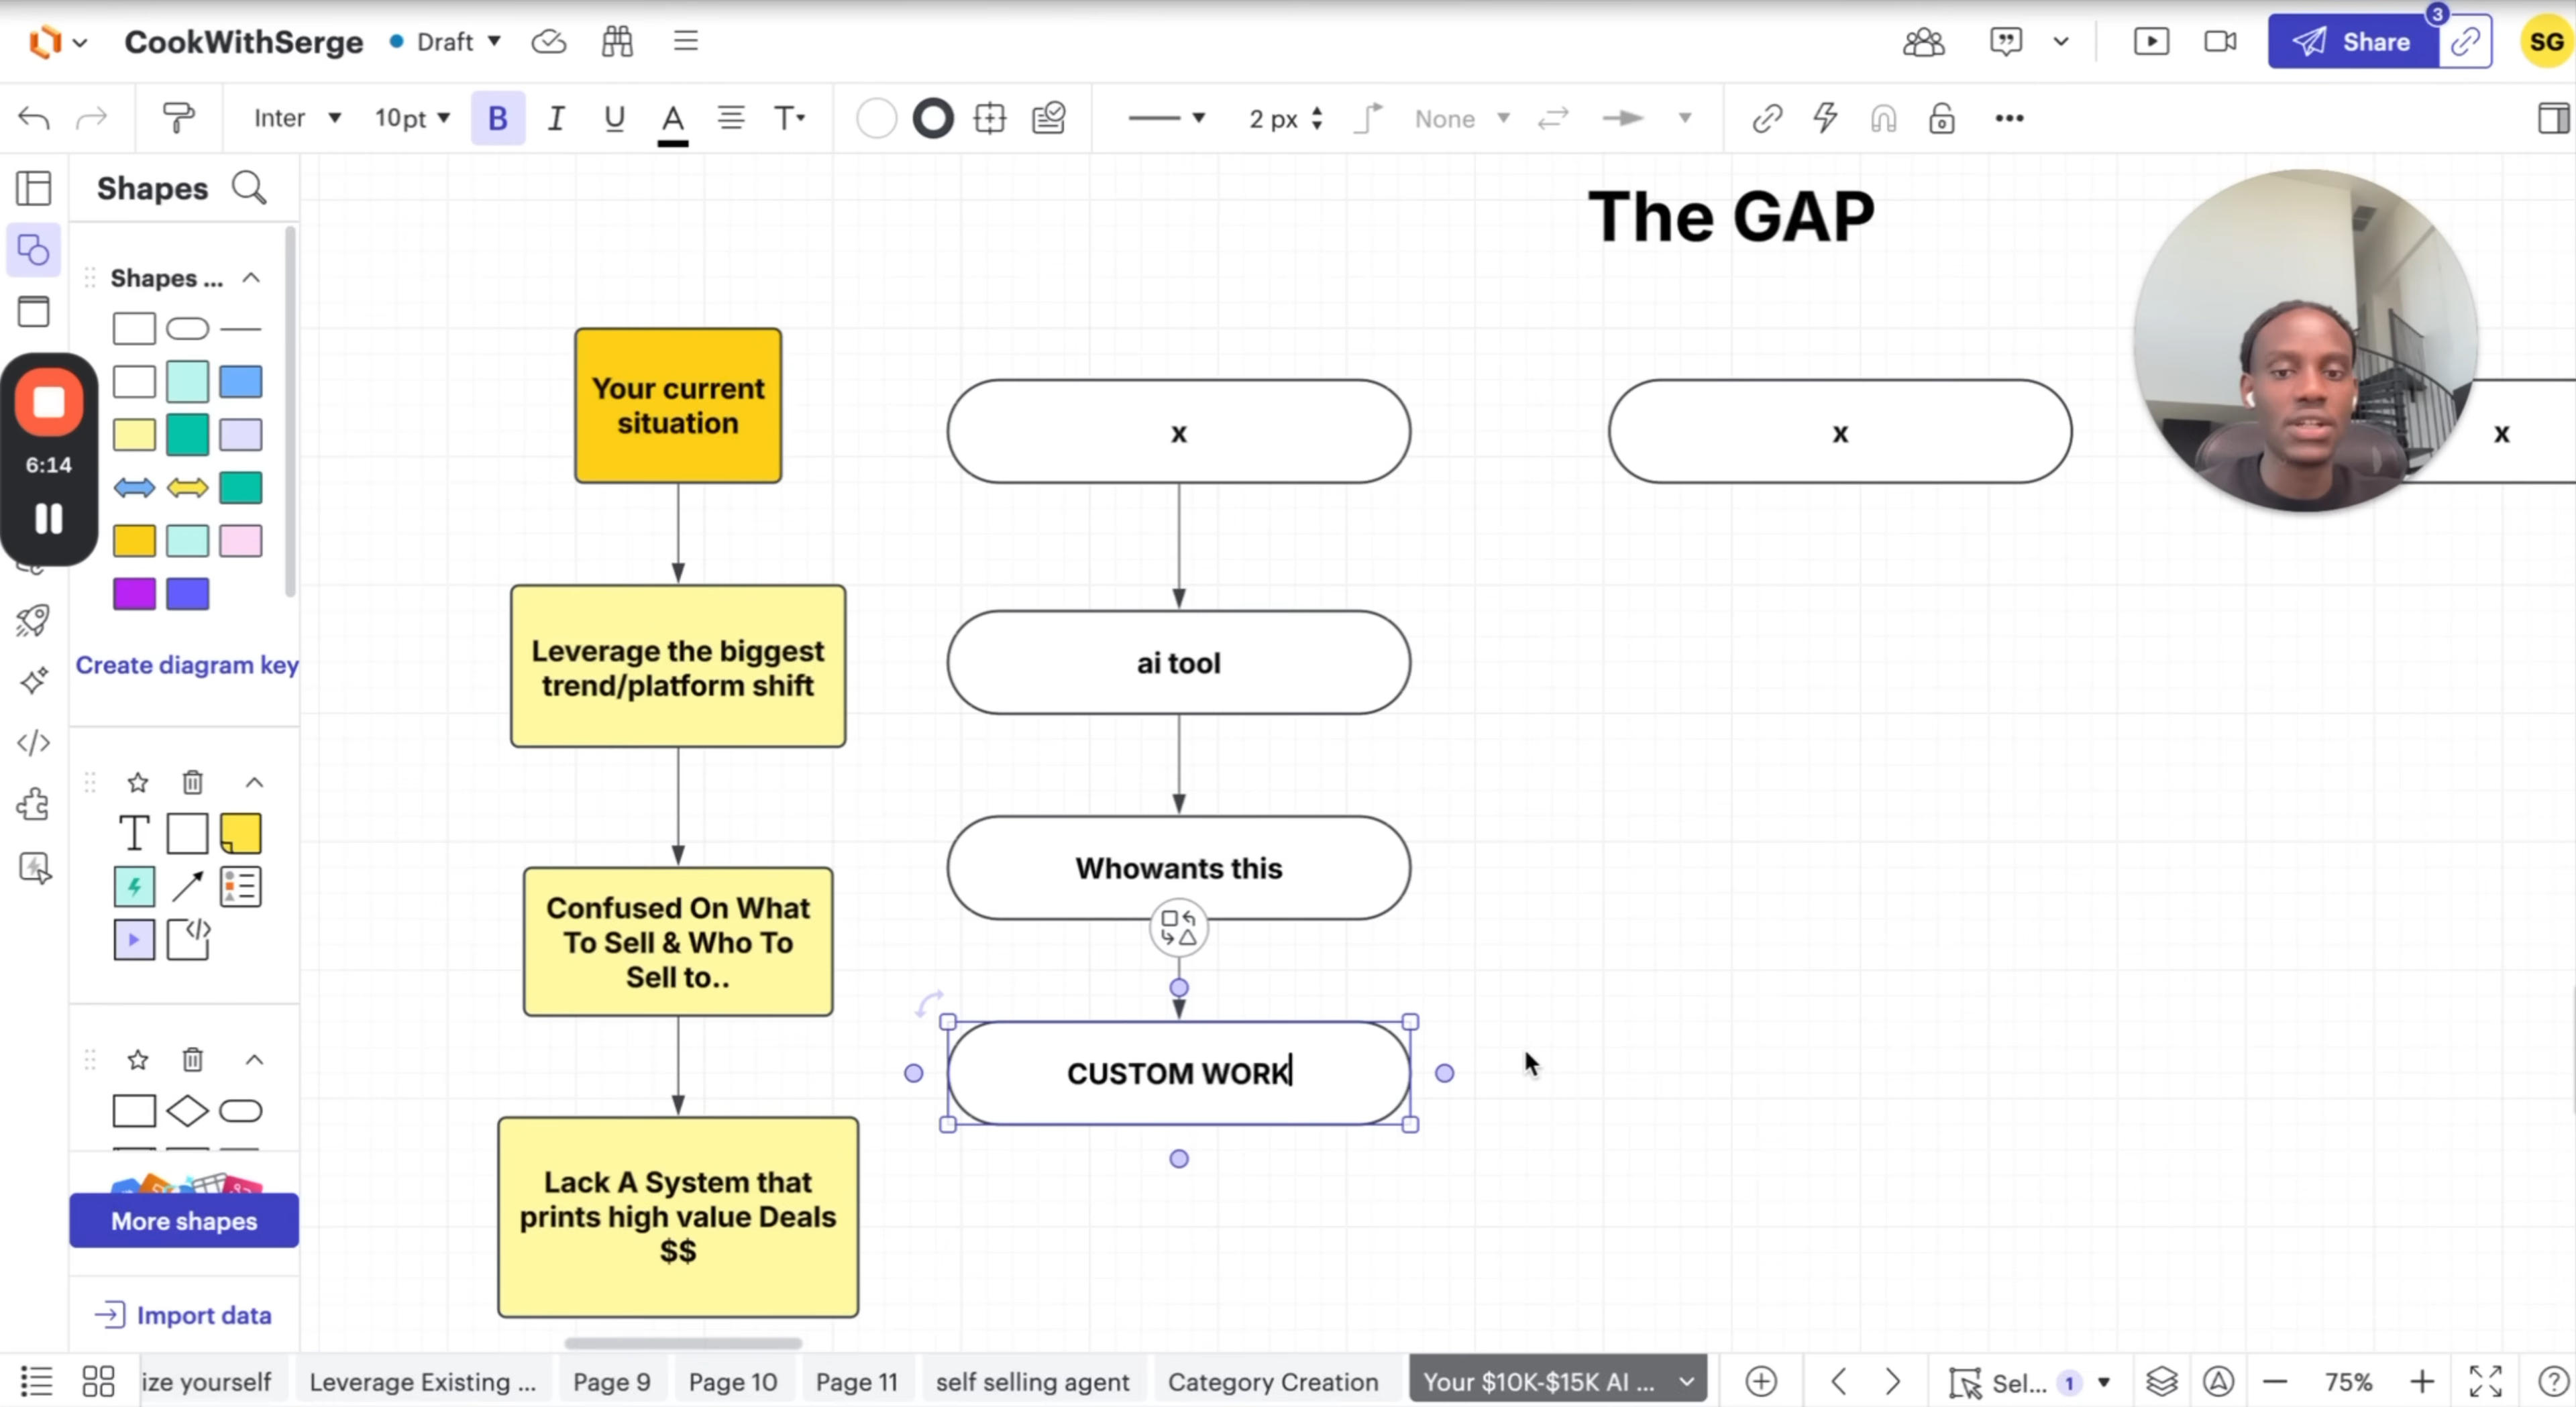 CookWithSerge
Draft
3
Share
SG
Inter
10pt
B
I
U
A
T
2 px
None
Shapes
The GAP
Shapes ...
6:14
Your current
situation
x
x
x
Leverage the biggest
trend/platform shift
ai tool
Create diagram key
T
Whowants this
Confused On What
To Sell & Who To
Sell to..
CUSTOM WORK
Lack A System that
prints high value Deals
$$
More shapes
Import data
ize yourself
Leverage Existing ...
Page 9
Page 10
Page 11
self selling agent
Category Creation
Your $10K-$15K AI ...
Sel...
1
75%